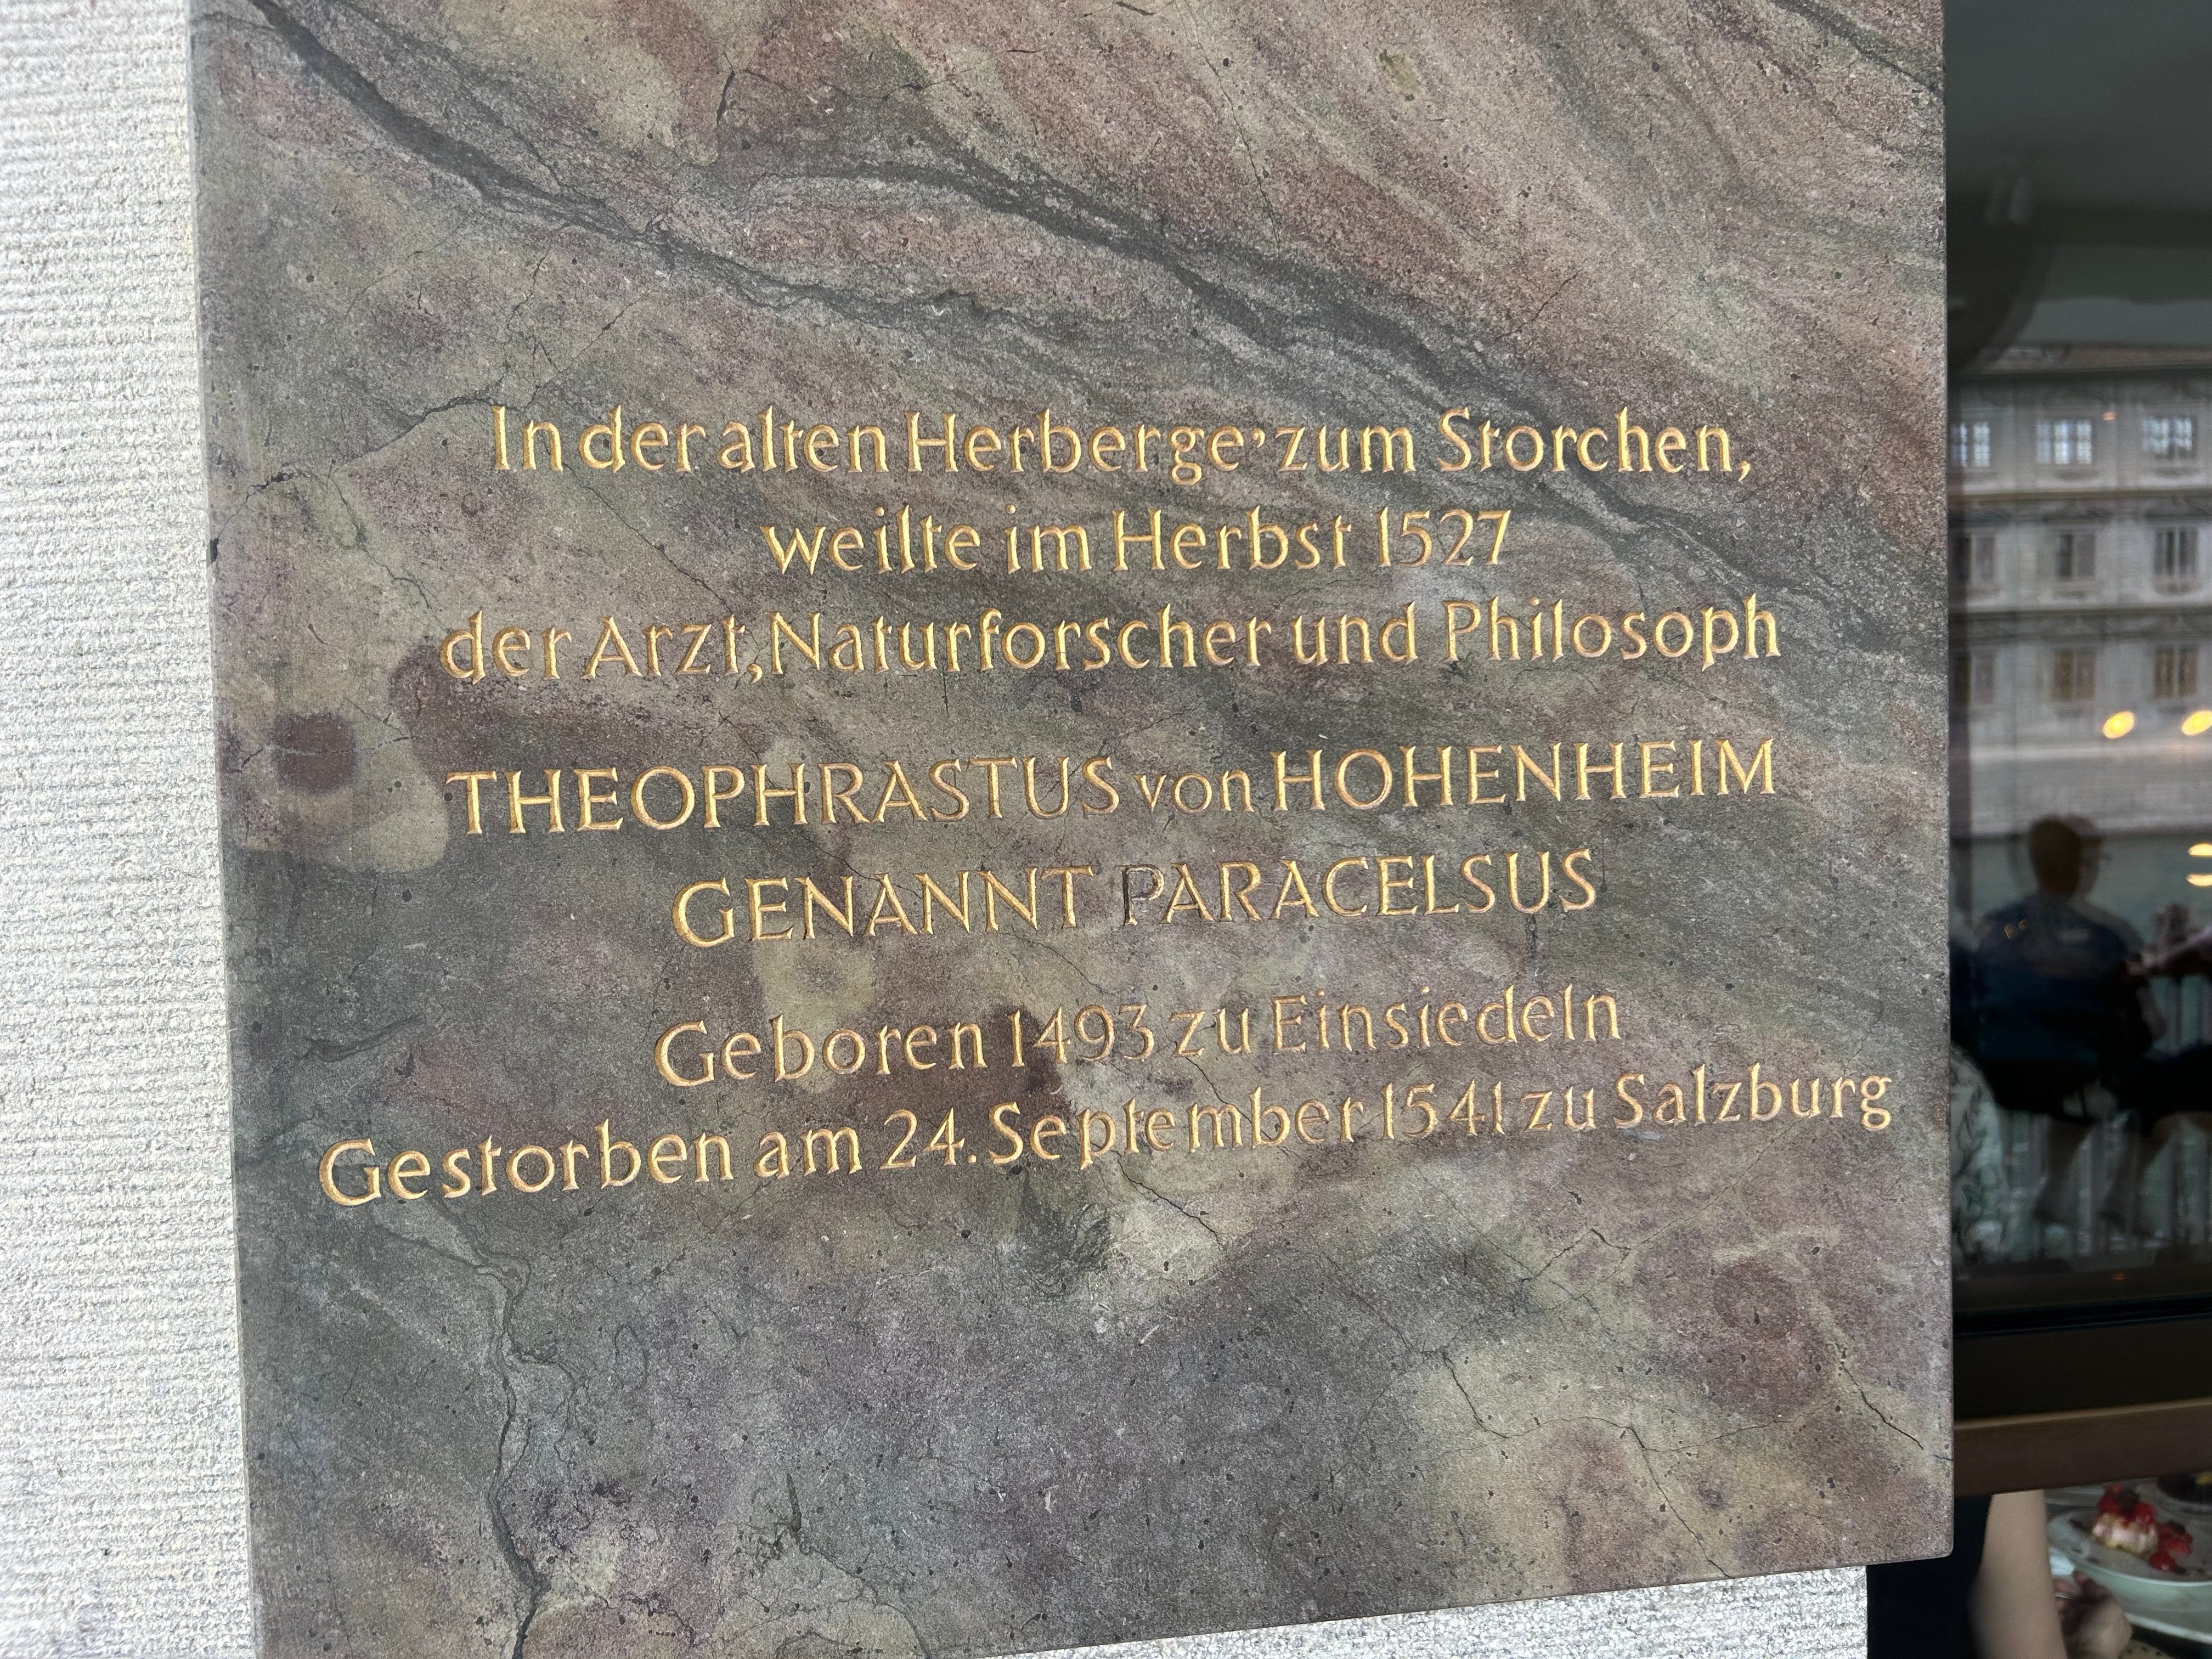 In der alten Herberge’zum Storchen,
weilte im Herbst 1527
der Arzt, Naturforscher und Philosoph
THEOPHRASTUS von HOHENHEIM
GENANNT PARACELSUS
Geboren 1493 zu Einsiedeln
Gestorben am 24. September 1541 zu Salzburg